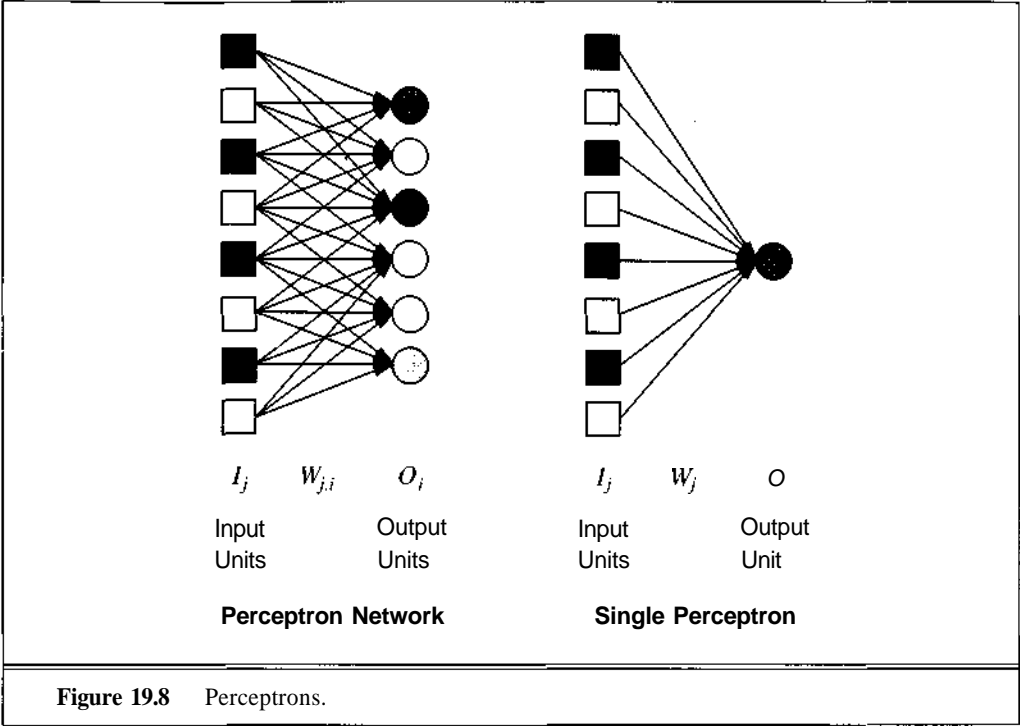 I_j W_{j,i} O_i
Input Output
Units Units
Perceptron Network
I_j W_j O
Input Output
Units Unit
Single Perceptron
Figure 19.8 Perceptrons.